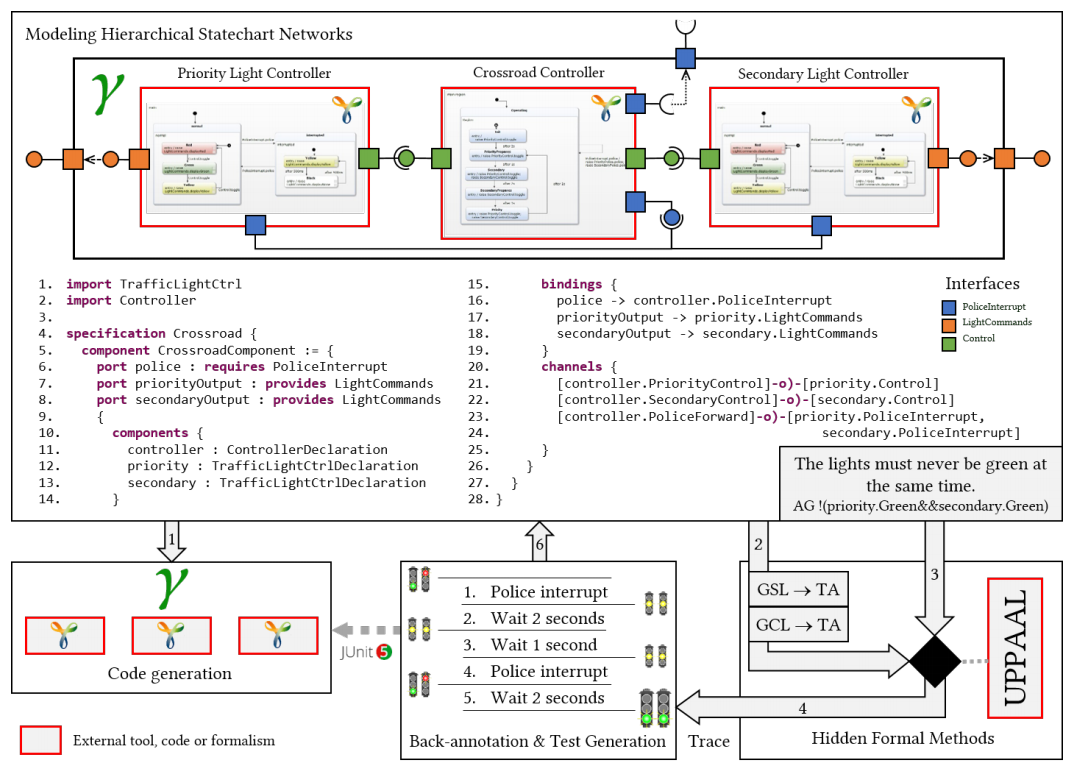 Modeling Hierarchical Statechart Networks
γ
Priority Light Controller
Crossroad Controller
Secondary Light Controller
1. import TrafficLightCtrl
2. import Controller
3.
4. specification Crossroad {
5. component CrossroadComponent := {
6. port police : requires PoliceInterrupt
7. port priorityOutput : provides LightCommands
8. port secondaryOutput : provides LightCommands
9. {
10. components {
11. controller : ControllerDeclaration
12. priority : TrafficLightCtrlDeclaration
13. secondary : TrafficLightCtrlDeclaration
14. }
15. bindings {
16. police -> controller.PoliceInterrupt
17. priorityOutput -> priority.LightCommands
18. secondaryOutput -> secondary.LightCommands
19. }
20. channels {
21. [controller.PriorityControl]-o)-[priority.Control]
22. [controller.SecondaryControl]-o)-[secondary.Control]
23. [controller.PoliceForward]-o)-[priority.PoliceInterrupt,
24. secondary.PoliceInterrupt]
25. }
26. }
27. }
28. }
Interfaces
PoliceInterrupt
LightCommands
Control
The lights must never be green at
the same time.
AG !(priority.Green&&secondary.Green)
1
6
2
3
γ
Code generation
JUnit 5
1. Police interrupt
2. Wait 2 seconds
3. Wait 1 second
4. Police interrupt
5. Wait 2 seconds
Back-annotation & Test Generation
GSL → TA
GCL → TA
UPPAAL
4
Trace
Hidden Formal Methods
External tool, code or formalism